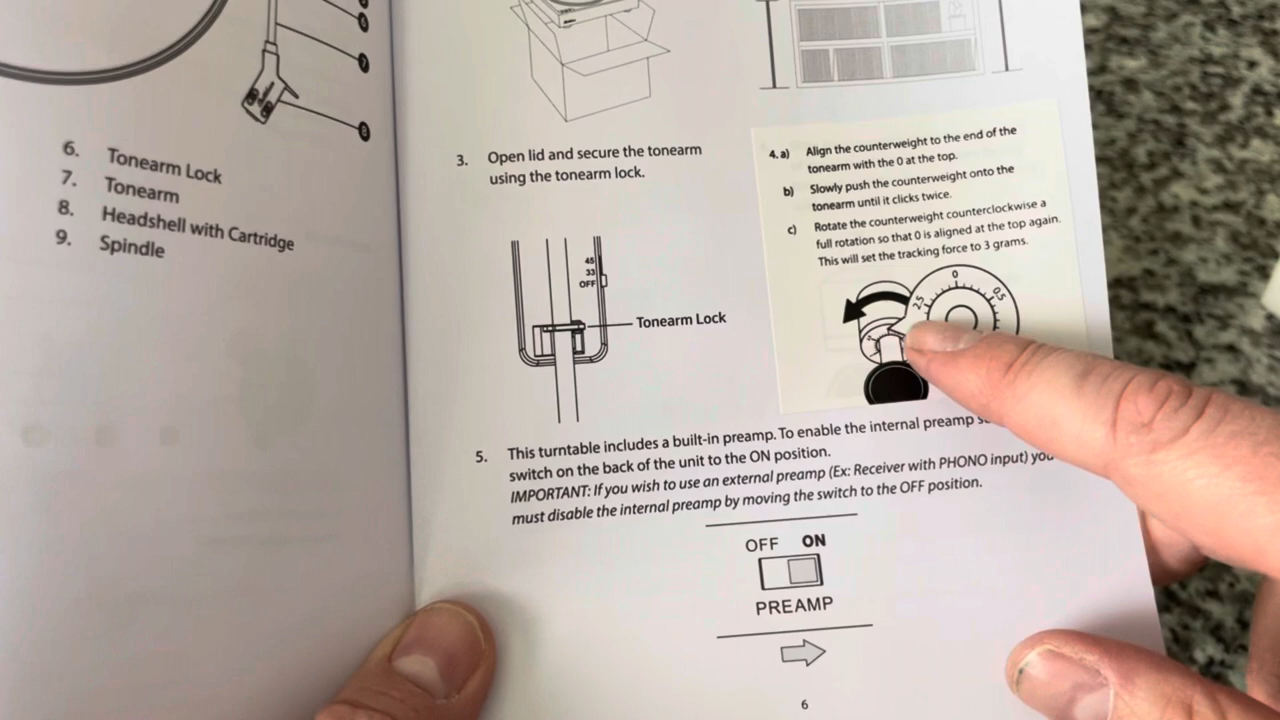 6
7
8
6. Tonearm Lock
7. Tonearm
8. Headshell with Cartridge
9. Spindle
3. Open lid and secure the tonearm
using the tonearm lock.
45
33
OFF
Tonearm Lock
4. a) Align the counterweight to the end of the
tonearm with the 0 at the top.
b) Slowly push the counterweight onto the
tonearm until it clicks twice.
c) Rotate the counterweight counterclockwise a
full rotation so that 0 is aligned at the top again.
This will set the tracking force to 3 grams.
2.5 0 0.5
5. This turntable includes a built-in preamp. To enable the internal preamp
switch on the back of the unit to the ON position.
IMPORTANT: If you wish to use an external preamp (Ex: Receiver with PHONO input) you
must disable the internal preamp by moving the switch to the OFF position.
OFF ON
PREAMP
6